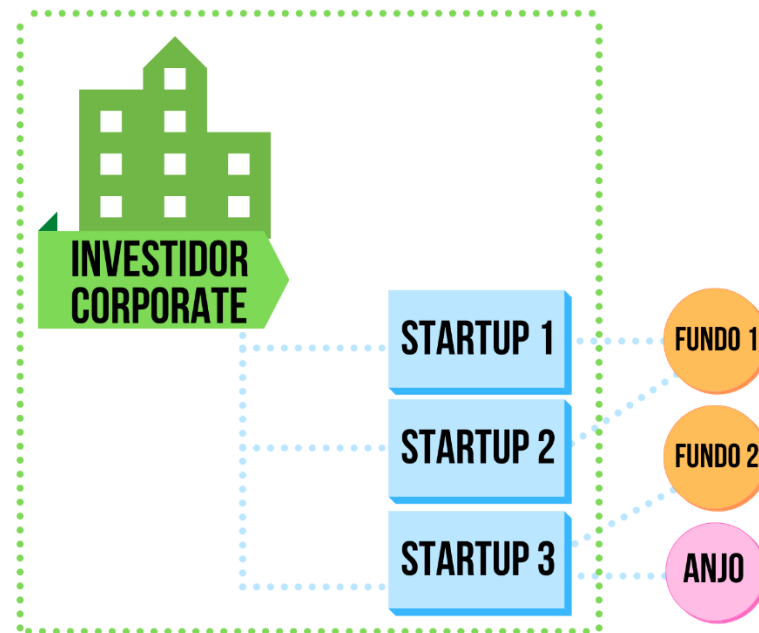 INVESTIDOR
CORPORATE
STARTUP 1
FUNDO 1
STARTUP 2
FUNDO 2
STARTUP 3
ANJO